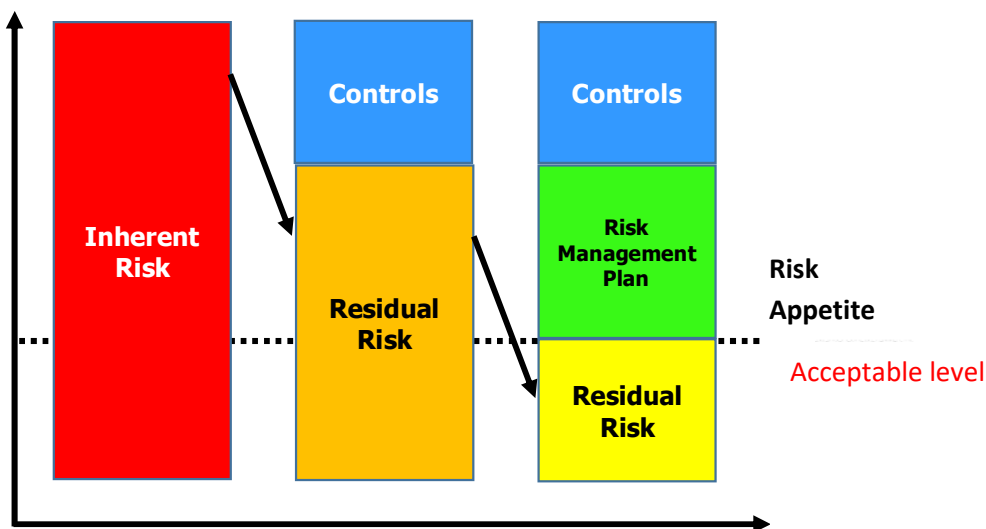 Inherent
Risk
Controls
Residual
Risk
Controls
Risk
Management
Plan
Residual
Risk
Risk
Appetite
Acceptable level